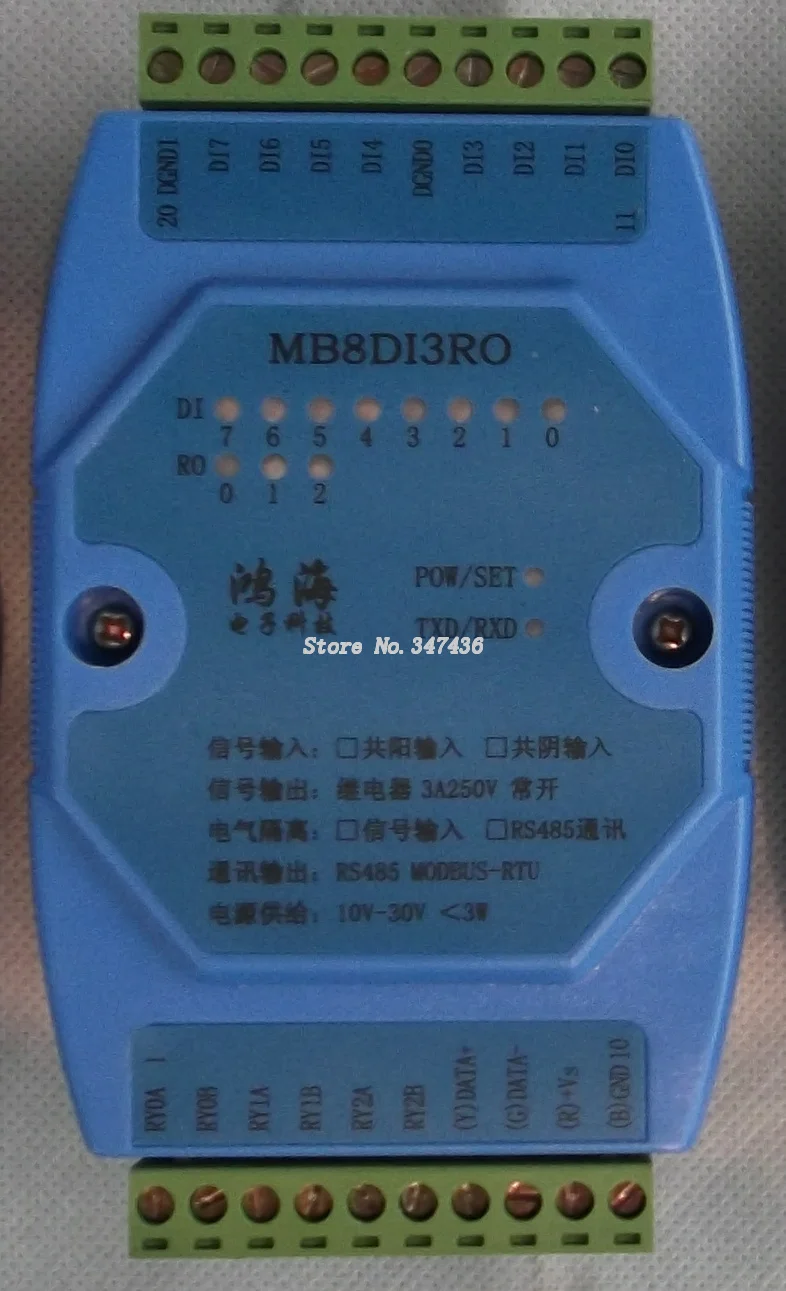 DGND1 DI7 DI6 DI5 DI4 DGND0 DI3 DI2 DI1 DI0
20 11
MB8DI3RO
DI
7 6 5 4 3 2 1 0
RO
0 1 2
鸿海
电子科技
POW/SET
TXD/RXD
Store No.347436
信号输入：□共阳输入 □共阴输入
信号输出：继电器 3A250V 常开
电气隔离：□信号输入 □RS485通讯
通讯输出：RS485 MODBUS-RTU
电源供给：10V-30V <3W
1 10
RY0A RY0B RY1A RY1B RY2A RY2B (Y)DATA+ (G)DATA- (R)+Vs (B)GND